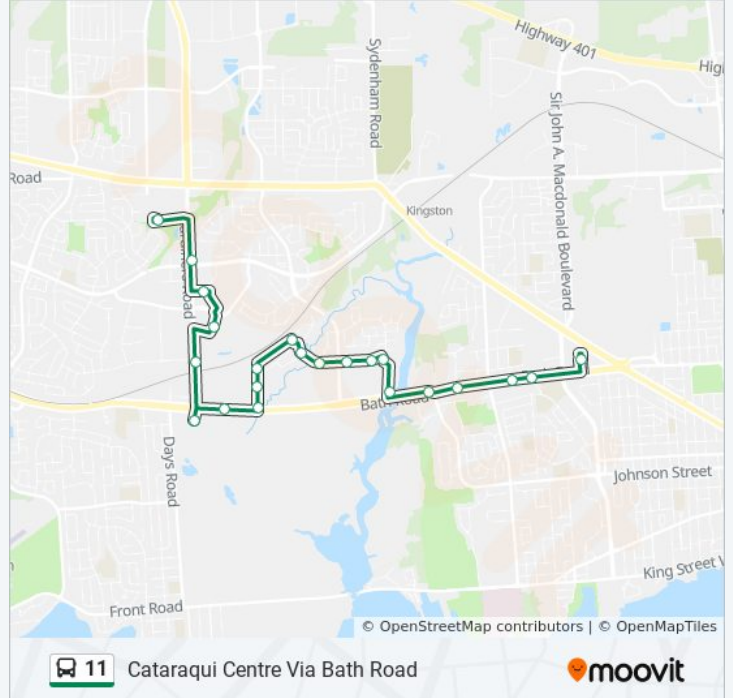 Highway 401
Sydenham Road
Sir John A. Macdonald Boulevard
Road
Kingston
Bath Road
Days Road
Johnson Street
King Street
Front Road
© OpenStreetMap contributors | © OpenMapTiles
11 Cataraqui Centre Via Bath Road
moovit